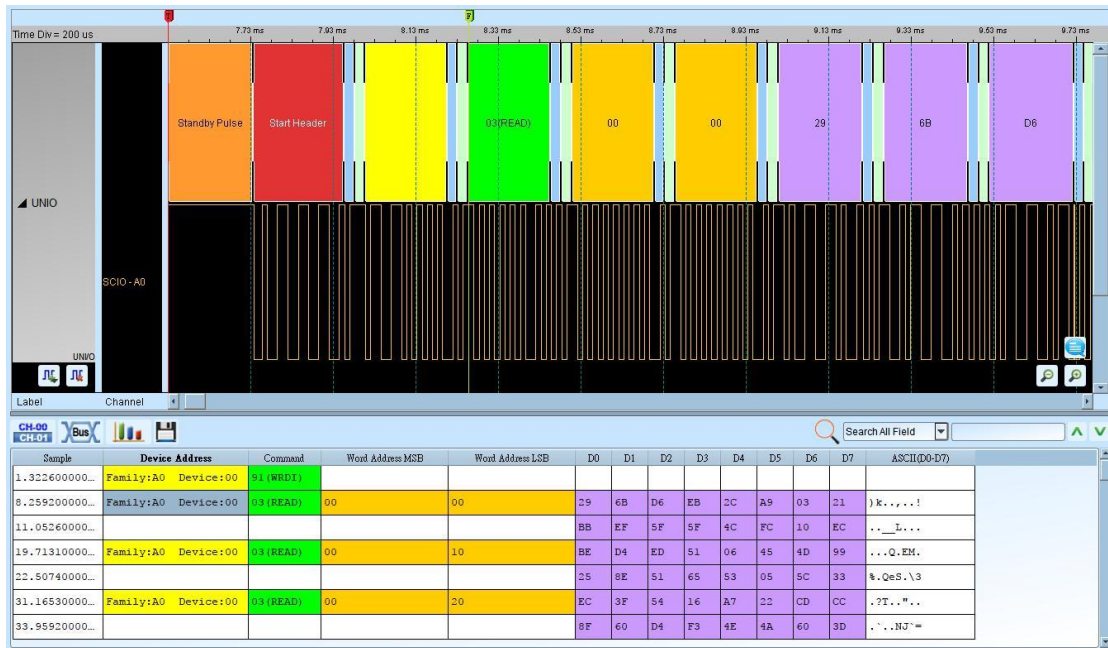 T F
Time Div = 200 us 7.73 ms 7.93 ms 8.13 ms 8.33 ms 8.53 ms 8.73 ms 8.93 ms 9.13 ms 9.33 ms 9.53 ms 9.73 ms
Standby Pulse Start Header 03(READ) 00 00 29 6B D6
UNIO
SCIO - A0
UNI/O
Label Channel
CH-00 CH-01 Bus Search All Field
Sample Device Address Command Word Address MSB Word Address LSB D0 D1 D2 D3 D4 D5 D6 D7 ASCII(D0-D7)
1.322600000... Family:A0 Device:00 91(WRDI)
8.259200000... Family:A0 Device:00 03(READ) 00 00 29 6B D6 EB 2C A9 03 21 )k..,..!
11.05260000... BB EF 5F 5F 4C FC 10 EC ..__L...
19.71310000... Family:A0 Device:00 03(READ) 00 10 BE D4 ED 51 06 45 4D 99 ...Q.EM.
22.50740000... 25 8E 51 65 53 05 5C 33 %.QeS.\3
31.16530000... Family:A0 Device:00 03(READ) 00 20 EC 3F 54 16 A7 22 CD CC .?T.."..
33.95920000... 8F 60 D4 F3 4E 4A 60 3D .`..NJ`=